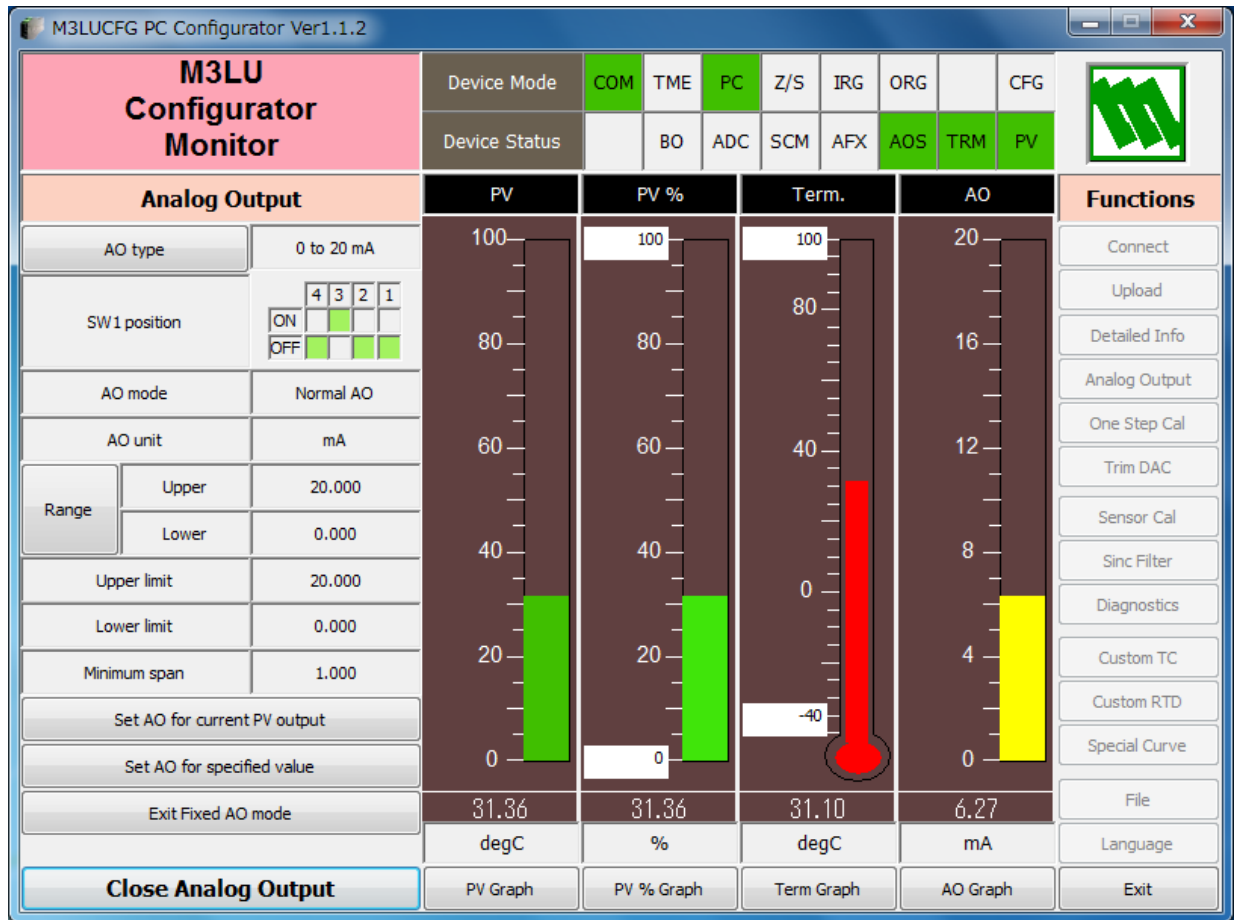 M3LUCFG PC Configurator Ver1.1.2
M3LU
Configurator
Monitor
Device Mode COM TME PC Z/S IRG ORG CFG
Device Status BO ADC SCM AFX AOS TRM PV
Analog Output
AO type 0 to 20 mA
SW1 position
4 3 2 1
ON
OFF
AO mode Normal AO
AO unit mA
Range
Upper 20.000
Lower 0.000
Upper limit 20.000
Lower limit 0.000
Minimum span 1.000
Set AO for current PV output
Set AO for specified value
Exit Fixed AO mode
Close Analog Output
PV
100
80
60
40
20
0
31.36
degC
PV Graph
PV %
100
80
60
40
20
0
31.36
%
PV % Graph
Term.
100
80
40
0
-40
31.10
degC
Term Graph
AO
20
16
12
8
4
0
6.27
mA
AO Graph
Functions
Connect
Upload
Detailed Info
Analog Output
One Step Cal
Trim DAC
Sensor Cal
Sinc Filter
Diagnostics
Custom TC
Custom RTD
Special Curve
File
Language
Exit